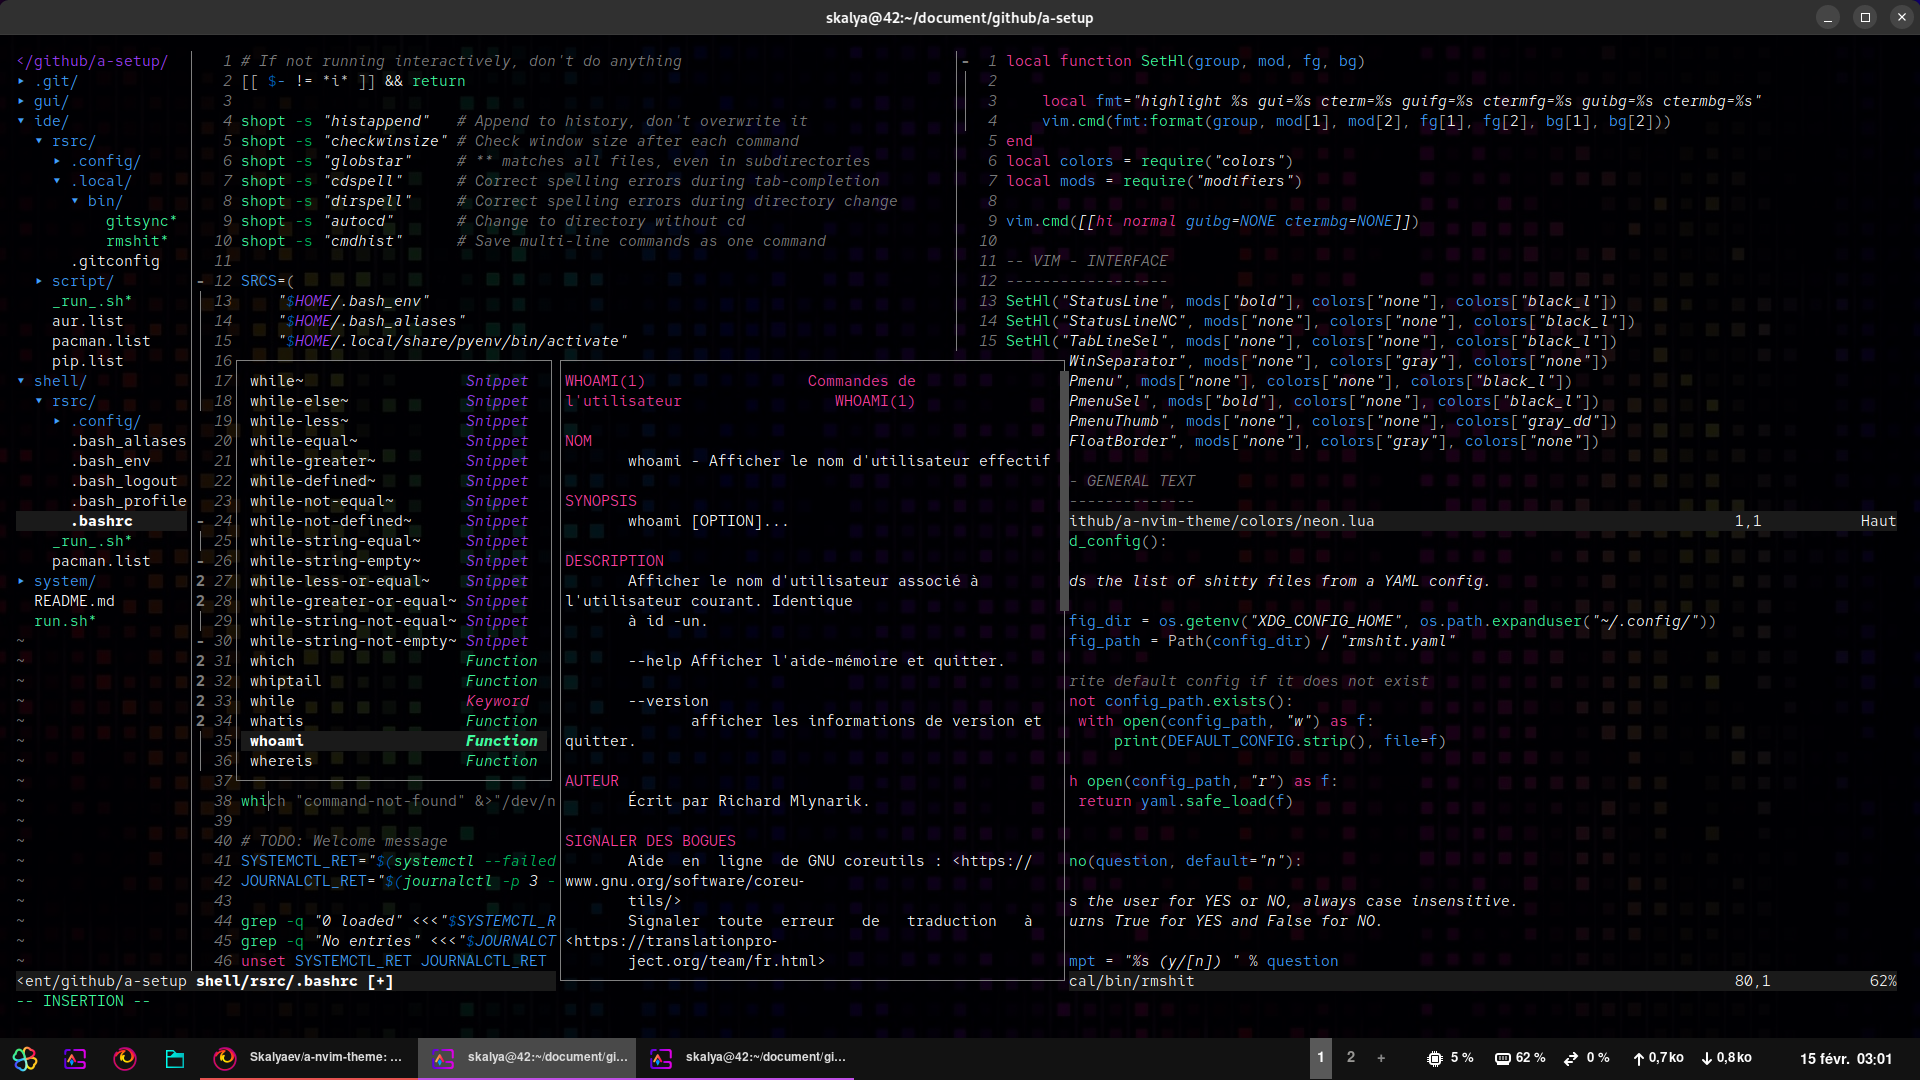 skalya@42:~/document/github/a-setup
</github/a-setup/
▸ .git/
▸ gui/
▾ ide/
▾ rsrc/
▸ .config/
▾ .local/
▾ bin/
gitsync*
rmshit*
.gitconfig
▸ script/
_run_.sh*
aur.list
pacman.list
pip.list
▾ shell/
▾ rsrc/
▸ .config/
.bash_aliases
.bash_env
.bash_logout
.bash_profile
.bashrc
_run_.sh*
pacman.list
▸ system/
README.md
run.sh*
1 # If not running interactively, don't do anything
2 [[ $- != *i* ]] && return
3
4 shopt -s "histappend" # Append to history, don't overwrite it
5 shopt -s "checkwinsize" # Check window size after each command
6 shopt -s "globstar" # ** matches all files, even in subdirectories
7 shopt -s "cdspell" # Correct spelling errors during tab-completion
8 shopt -s "dirspell" # Correct spelling errors during directory change
9 shopt -s "autocd" # Change to directory without cd
10 shopt -s "cmdhist" # Save multi-line commands as one command
11
- 12 SRCS=(
13 "$HOME/.bash_env"
14 "$HOME/.bash_aliases"
15 "$HOME/.local/share/pyenv/bin/activate"
16
17 while~ Snippet
18 while-else~ Snippet
19 while-less~ Snippet
20 while-equal~ Snippet
21 while-greater~ Snippet
22 while-defined~ Snippet
23 while-not-equal~ Snippet
- 24 while-not-defined~ Snippet
25 while-string-equal~ Snippet
- 26 while-string-empty~ Snippet
2 27 while-less-or-equal~ Snippet
2 28 while-greater-or-equal~ Snippet
29 while-string-not-equal~ Snippet
- 30 while-string-not-empty~ Snippet
2 31 which Function
2 32 whiptail Function
2 33 while Keyword
2 34 whatis Function
35 whoami Function
36 whereis Function
37
38 which "command-not-found" &>"/dev/n
39
40 # TODO: Welcome message
41 SYSTEMCTL_RET="$(systemctl --failed
42 JOURNALCTL_RET="$(journalctl -p 3 -
43
44 grep -q "0 loaded" <<<"$SYSTEMCTL_R
45 grep -q "No entries" <<<"$JOURNALCT
46 unset SYSTEMCTL_RET JOURNALCTL_RET
<ent/github/a-setup shell/rsrc/.bashrc [+]
-- INSERTION --
WHOAMI(1) Commandes de
l'utilisateur WHOAMI(1)
NOM
whoami - Afficher le nom d'utilisateur effectif
SYNOPSIS
whoami [OPTION]...
DESCRIPTION
Afficher le nom d'utilisateur associé à
l'utilisateur courant. Identique
à id -un.
--help Afficher l'aide-mémoire et quitter.
--version
afficher les informations de version et
quitter.
AUTEUR
Écrit par Richard Mlynarik.
SIGNALER DES BOGUES
Aide en ligne de GNU coreutils : <https://
www.gnu.org/software/coreu-
tils/>
Signaler toute erreur de traduction à
<https://translationpro-
ject.org/team/fr.html>
- 1 local function SetHl(group, mod, fg, bg)
2
3 local fmt="highlight %s gui=%s cterm=%s guifg=%s ctermfg=%s guibg=%s ctermbg=%s"
4 vim.cmd(fmt:format(group, mod[1], mod[2], fg[1], fg[2], bg[1], bg[2]))
5 end
6 local colors = require("colors")
7 local mods = require("modifiers")
8
9 vim.cmd([[hi normal guibg=NONE ctermbg=NONE]])
10
11 -- VIM - INTERFACE
12 ------------------
13 SetHl("StatusLine", mods["bold"], colors["none"], colors["black_l"])
14 SetHl("StatusLineNC", mods["none"], colors["none"], colors["black_l"])
15 SetHl("TabLineSel", mods["none"], colors["none"], colors["black_l"])
WinSeparator", mods["none"], colors["gray"], colors["none"])
Pmenu", mods["none"], colors["none"], colors["black_l"])
PmenuSel", mods["bold"], colors["none"], colors["black_l"])
PmenuThumb", mods["none"], colors["none"], colors["gray_dd"])
FloatBorder", mods["none"], colors["gray"], colors["none"])
- GENERAL TEXT
--------------
ithub/a-nvim-theme/colors/neon.lua 1,1 Haut
d_config():
ds the list of shitty files from a YAML config.
fig_dir = os.getenv("XDG_CONFIG_HOME", os.path.expanduser("~/.config/"))
fig_path = Path(config_dir) / "rmshit.yaml"
rite default config if it does not exist
not config_path.exists():
with open(config_path, "w") as f:
print(DEFAULT_CONFIG.strip(), file=f)
h open(config_path, "r") as f:
return yaml.safe_load(f)
no(question, default="n"):
s the user for YES or NO, always case insensitive.
urns True for YES and False for NO.
mpt = "%s (y/[n]) " % question
cal/bin/rmshit 80,1 62%
Skalyaev/a-nvim-theme: ...
skalya@42:~/document/gi...
skalya@42:~/document/gi...
1 2 + 5 % 62 % 0 % 0,7ko 0,8ko 15 févr. 03:01